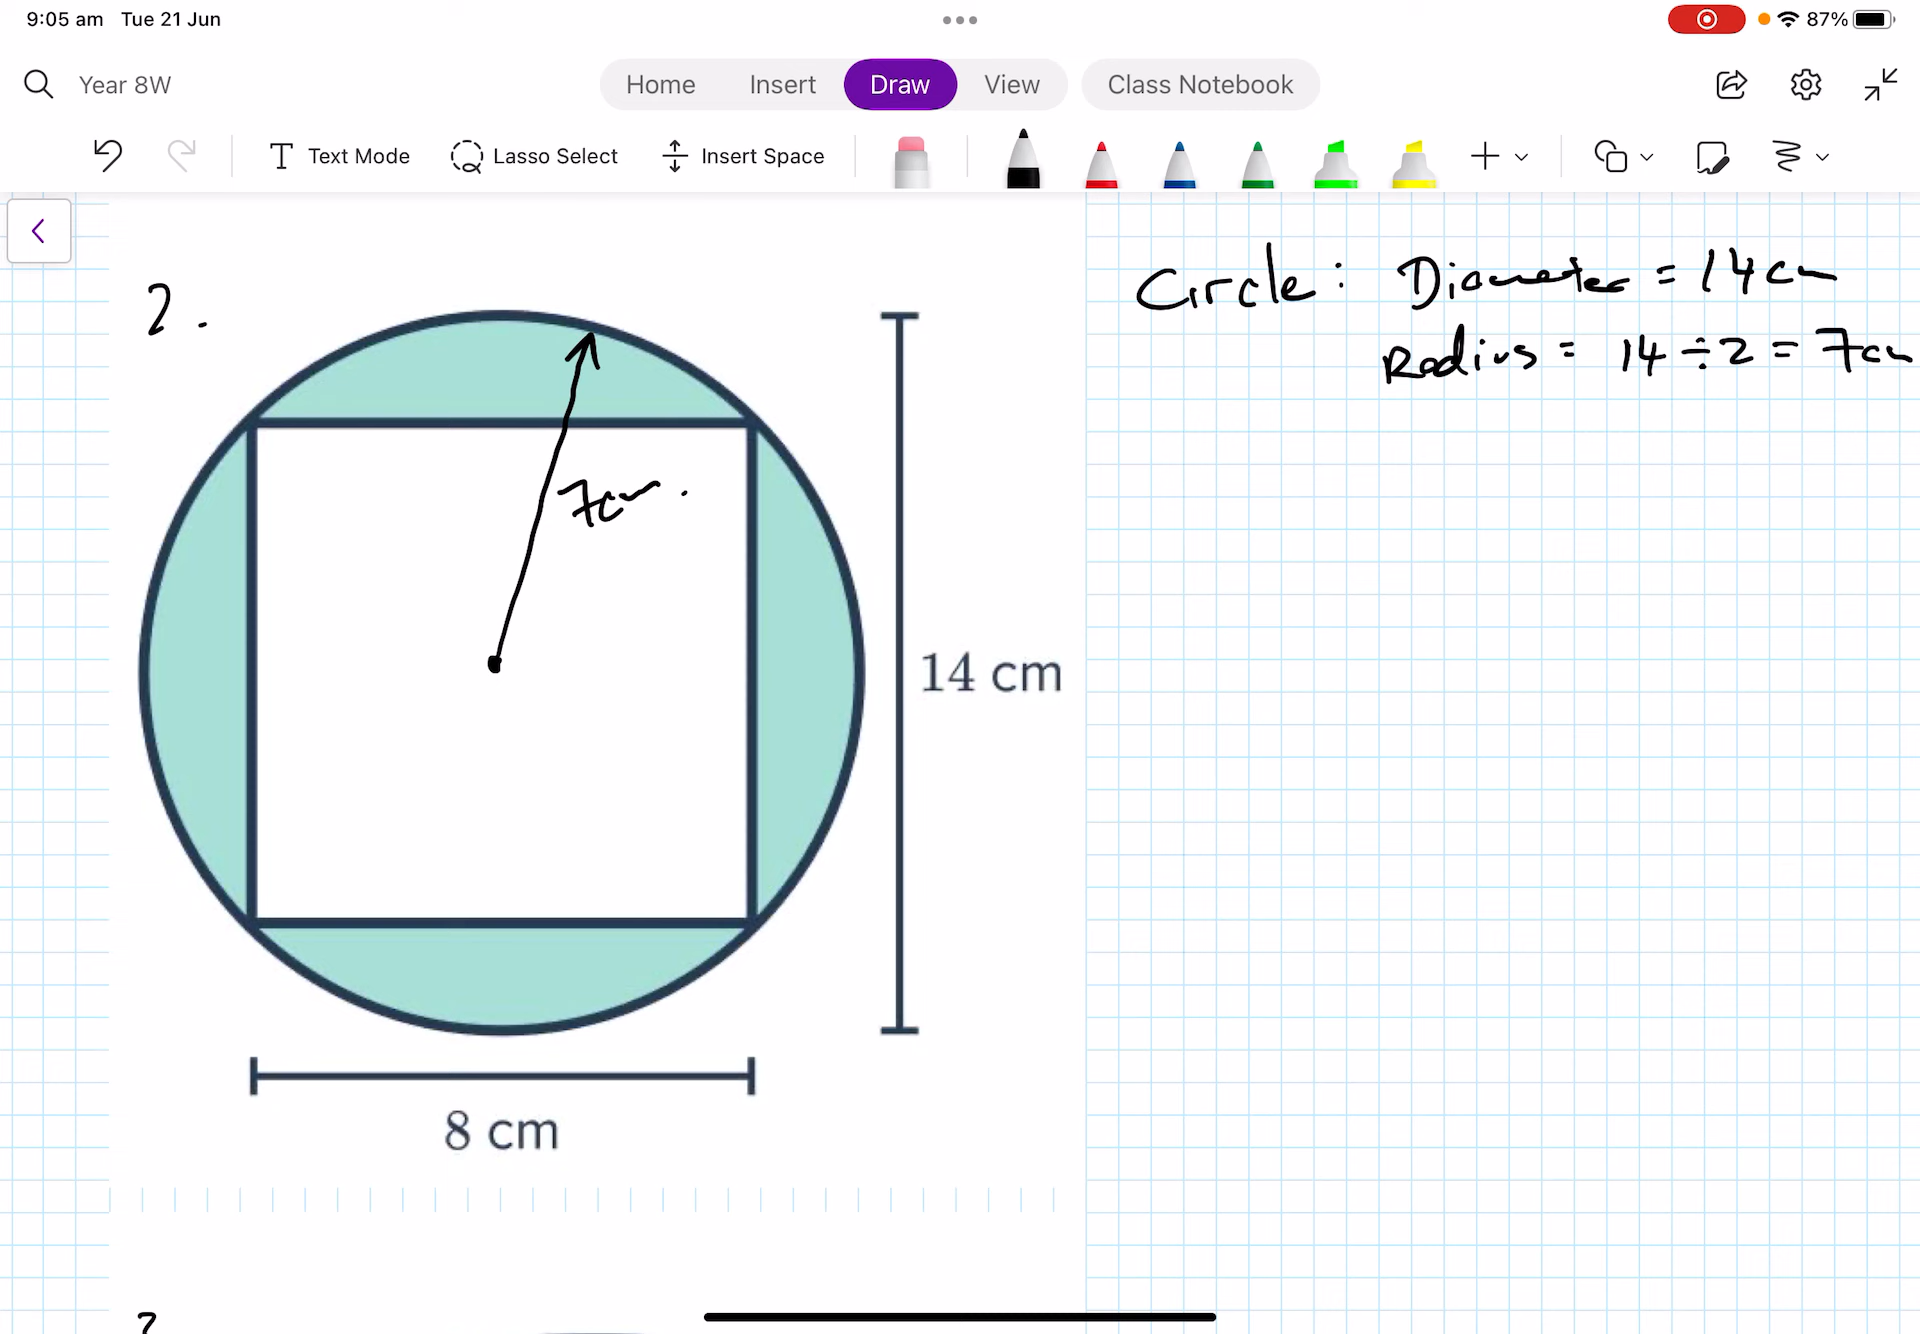 9:05 am Tue 21 Jun
87%
Year 8W
Home Insert Draw View Class Notebook
Text Mode Lasso Select Insert Space
2.
Circle: Diameter = 14cm
Radius = 14 ÷ 2 = 7cm
7cm.
14 cm
8 cm